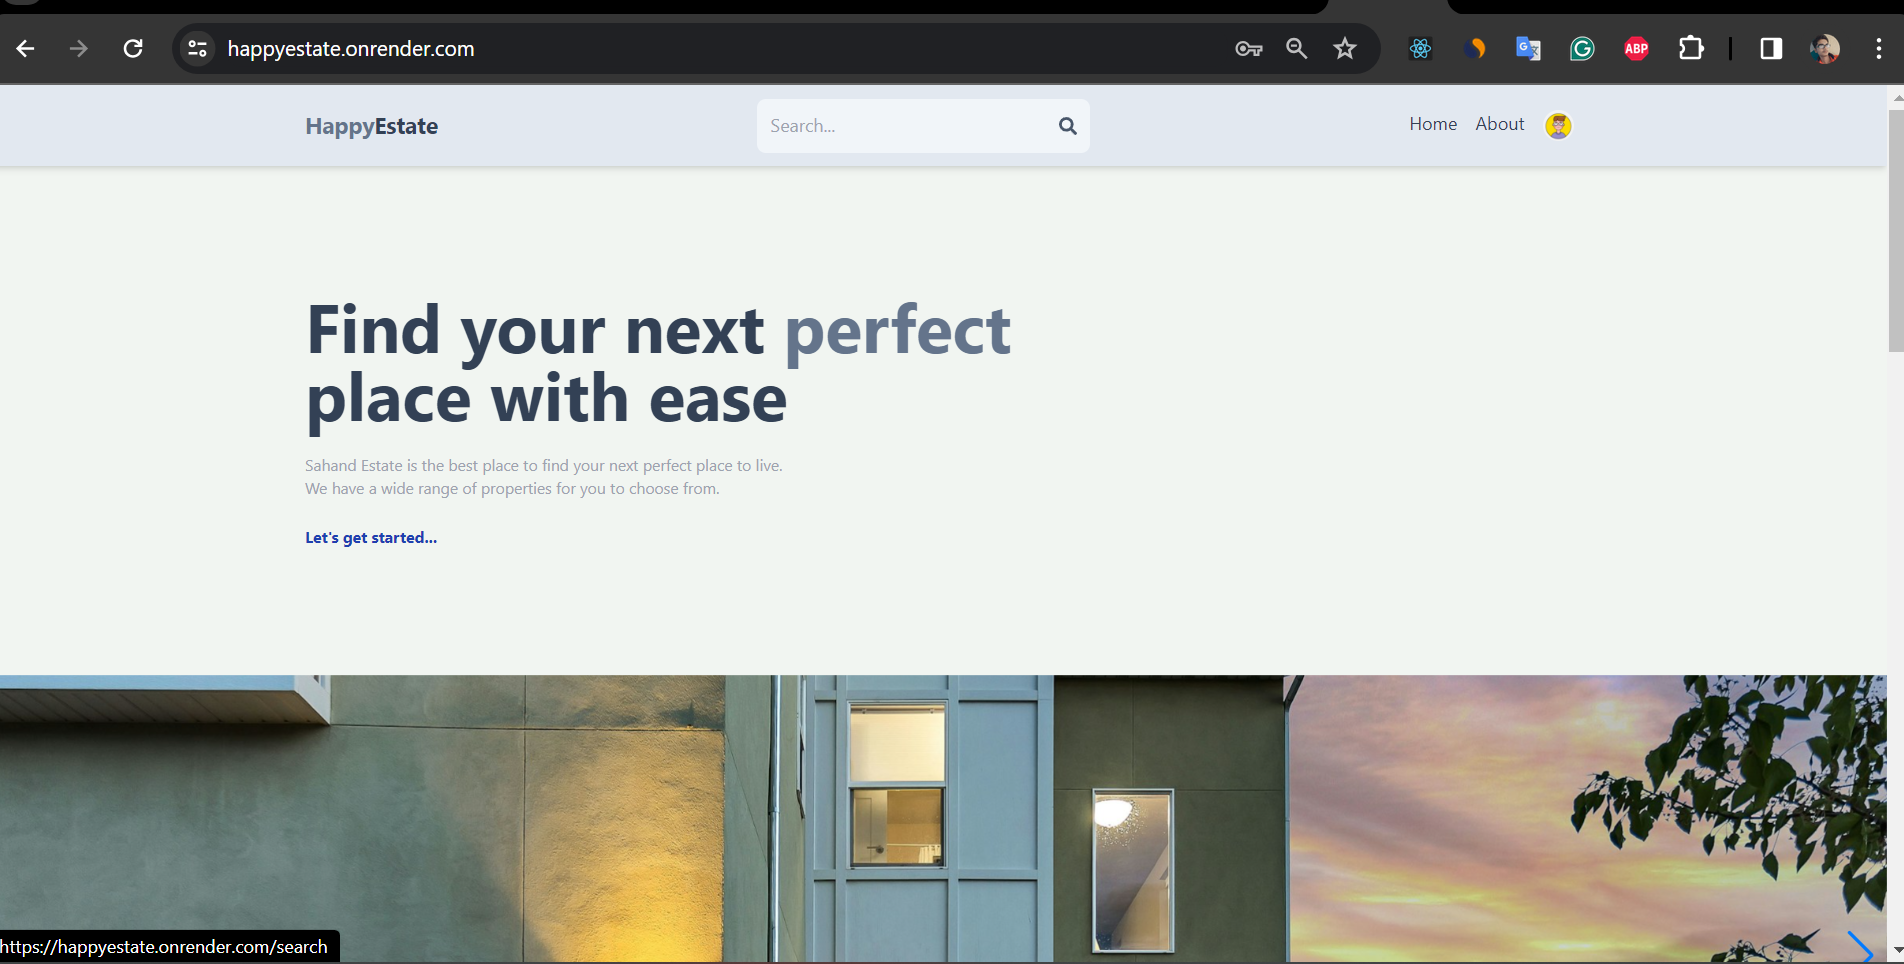 happyestate.onrender.com
ABP
HappyEstate
Search...
Home
About
Find your next perfect
place with ease
Sahand Estate is the best place to find your next perfect place to live.
We have a wide range of properties for you to choose from.
Let's get started...
https://happyestate.onrender.com/search